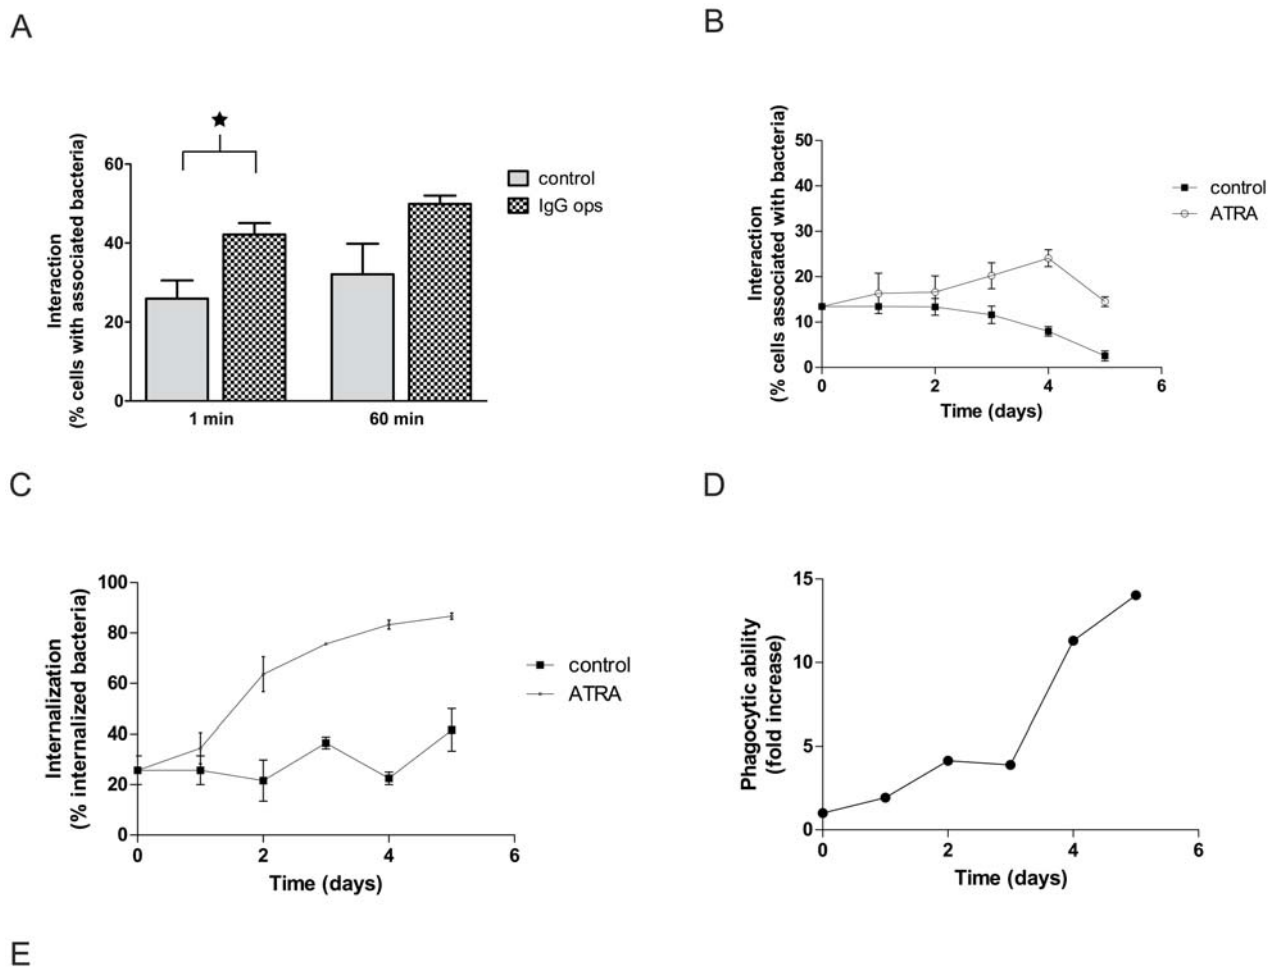 A
Interaction
(% cells with associated bacteria)
60
40
20
0
1 min
60 min
control
IgG ops
B
Interaction
(% cells associated with bacteria)
50
40
30
20
10
0
0
2
4
6
Time (days)
control
ATRA
C
Internalization
(% internalized bacteria)
100
80
60
40
20
0
0
2
4
6
Time (days)
control
ATRA
D
Phagocytic ability
(fold increase)
15
10
5
0
0
2
4
6
Time (days)
E